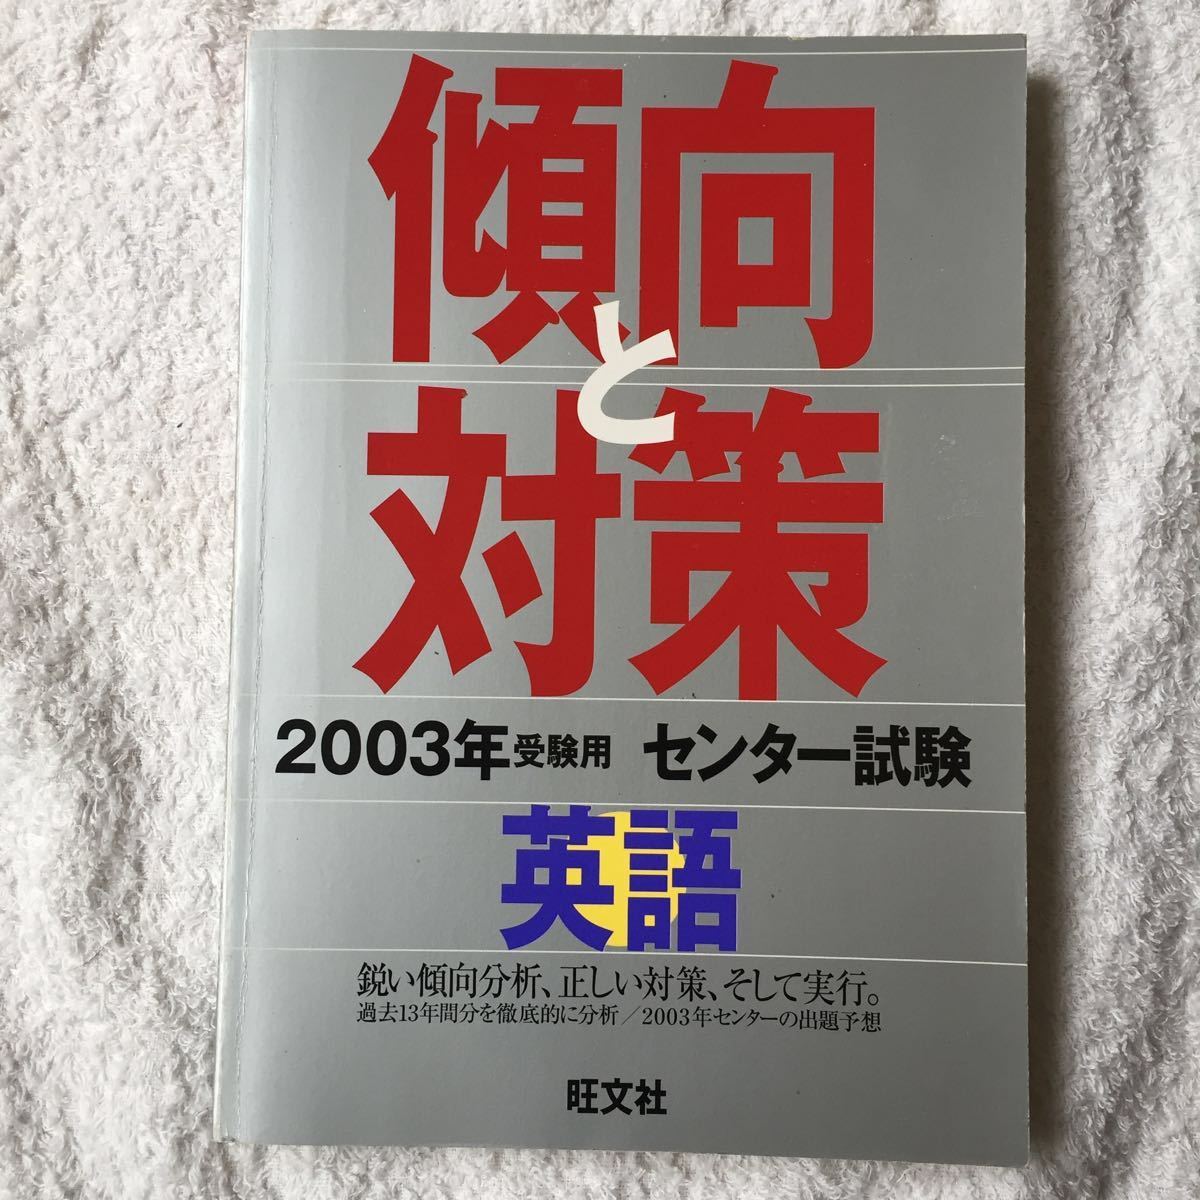 傾向
と
対策
2003年受験用 センター試験
英語
鋭い傾向分析、正しい対策、そして実行。
過去13年間分を徹底的に分析/2003年センターの出題予想
旺文社